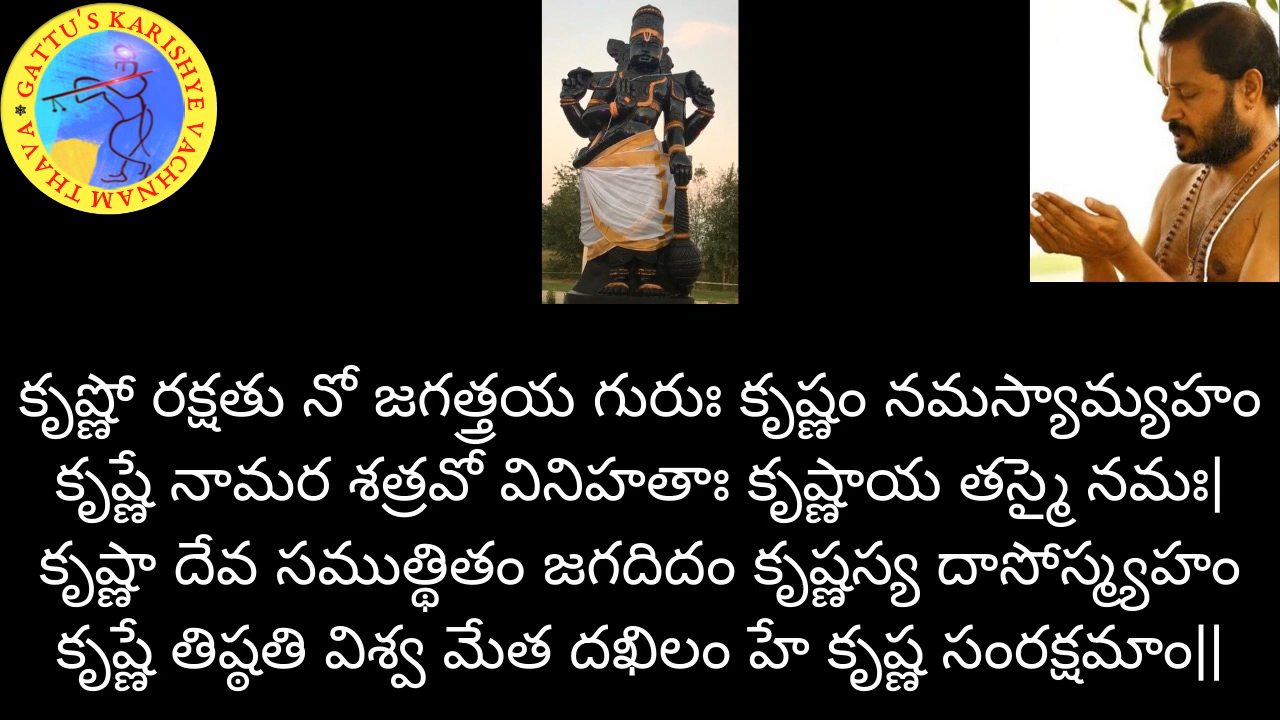 GATTU'S KARISHYE VACHNAM THAVA
కృష్ణో రక్షతు నో జగత్త్రయ గురుః కృష్ణం నమస్యామ్యహం
కృష్ణే నామర శత్రవో వినిహతాః కృష్ణాయ తస్మై నమః|
కృష్ణా దేవ సముత్థితం జగదిదం కృష్ణస్య దాసోస్మ్యహం
కృష్ణే తిష్ఠతి విశ్వ మేత దఖిలం హే కృష్ణ సంరక్షమాం||